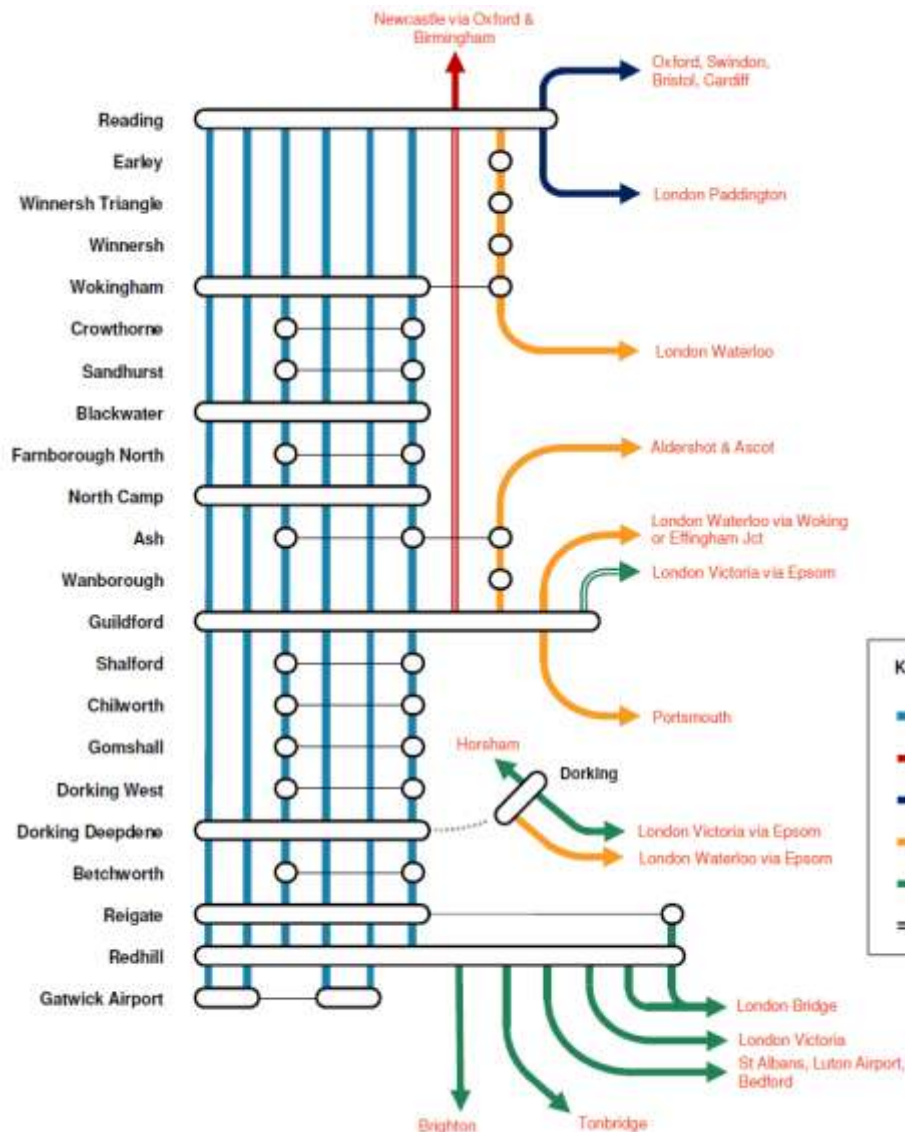 Newcastle via Oxford &
Birmingham
Oxford, Swindon,
Bristol, Cardiff
Reading
Earley
Winnersh Triangle
London Paddington
Winnersh
Wokingham
Crowthorne
London Waterloo
Sandhurst
Blackwater
Farnborough North
Aldershot & Ascot
North Camp
London Waterloo via Woking
or Effingham Jct
Ash
Wanborough
London Victoria via Epsom
Guildford
Shalford
K
Chilworth
Portsmouth
Gomshall
Horsham
Dorking
Dorking West
Dorking Deepdene
London Victoria via Epsom
London Waterloo via Epsom
Betchworth
Reigate
Redhill
Gatwick Airport
London Bridge
London Victoria
St Albans, Luton Airport,
Bedford
Brighton
Tonbridge